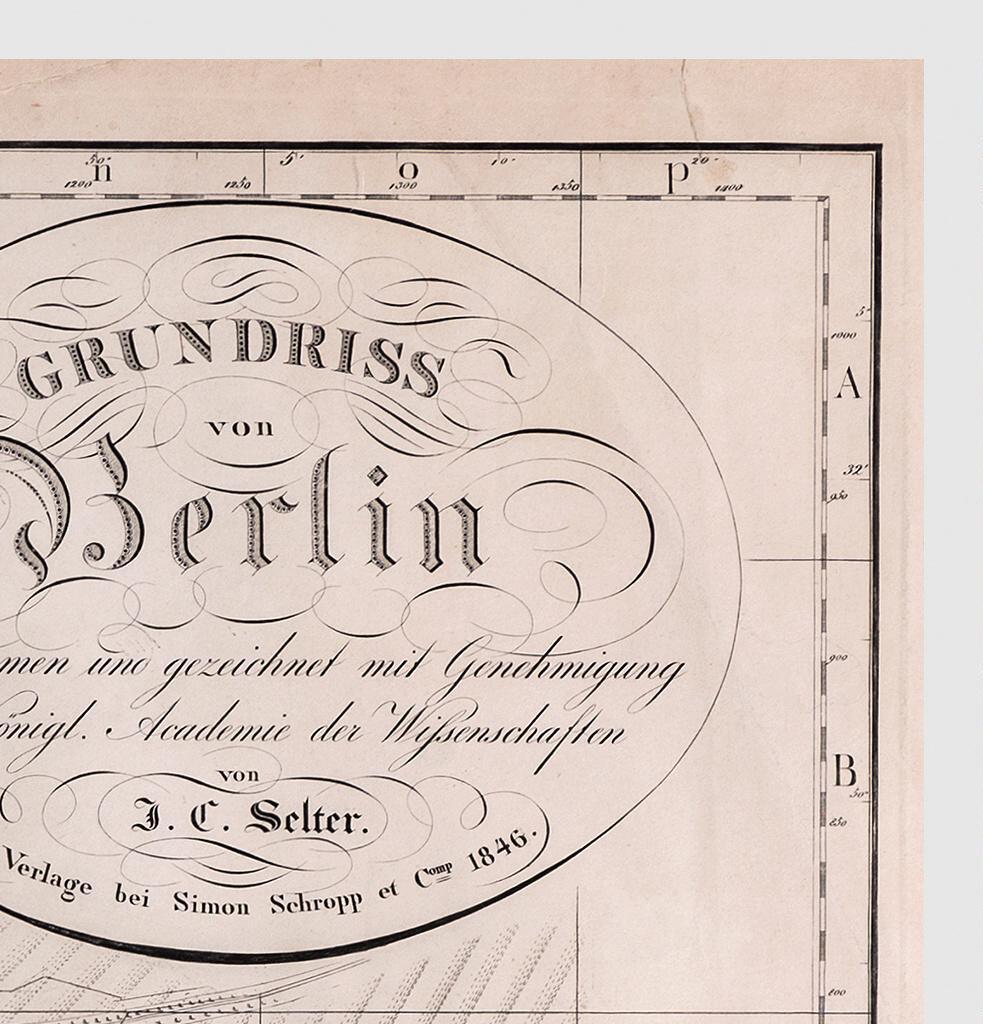 50' 5' 10' 20'
n o p
1200 1250 1300 1350 1400
GRUNDRISS
von
Berlin
men und gezeichnet mit Genehmigung
önigl. Academie der Wiſsenschaften
von
J. C. Selter.
Verlage bei Simon Schropp et Comp 1846.
5'
1000
A
32'
950
900
B
50"
850
800